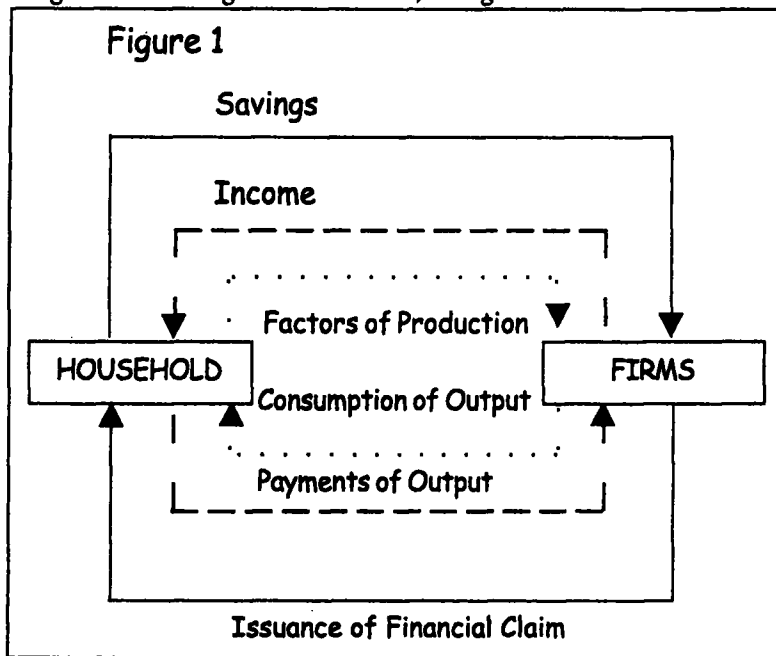 Figure 1
Savings
Income
Factors of Production
HOUSEHOLD
FIRMS
Consumption of Output
Payments of Output
Issuance of Financial Claim